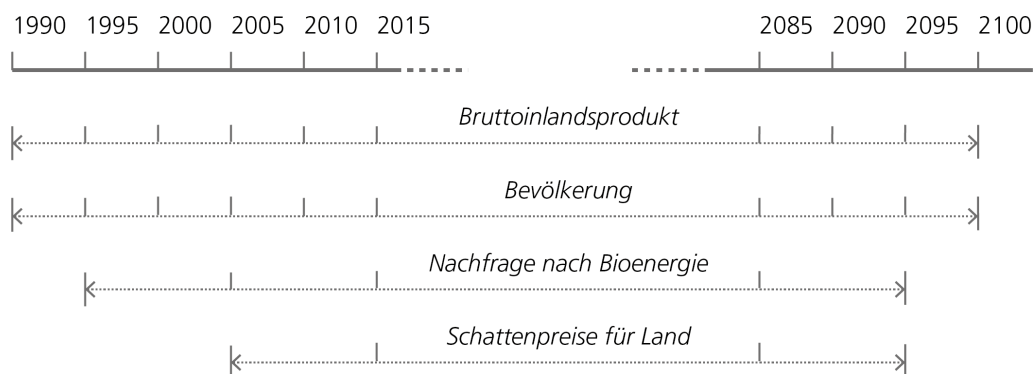 1990 1995 2000 2005 2010 2015 2085 2090 2095 2100
Bruttoinlandsprodukt
Bevölkerung
Nachfrage nach Bioenergie
Schattenpreise für Land